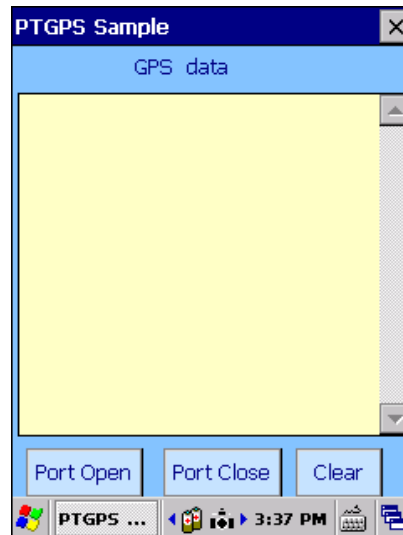 PTGPS Sample
GPS data
Port Open Port Close Clear
PTGPS ... 3:37 PM